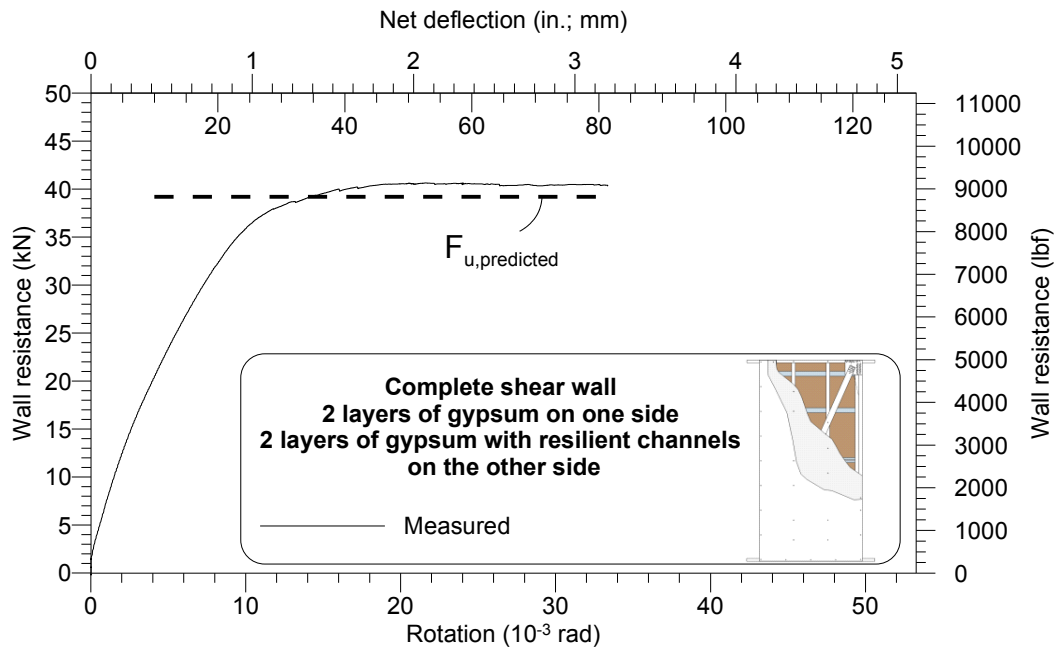 Net deflection (in.; mm)
0 1 2 3 4 5
20 40 60 80 100 120
50
45
40
35
30
25
20
15
10
5
0
Wall resistance (kN)
11000
10000
9000
8000
7000
6000
5000
4000
3000
2000
1000
0
Wall resistance (lbf)
F u,predicted
Complete shear wall
2 layers of gypsum on one side
2 layers of gypsum with resilient channels
on the other side
Measured
0 10 20 30 40 50
Rotation (10-3 rad)